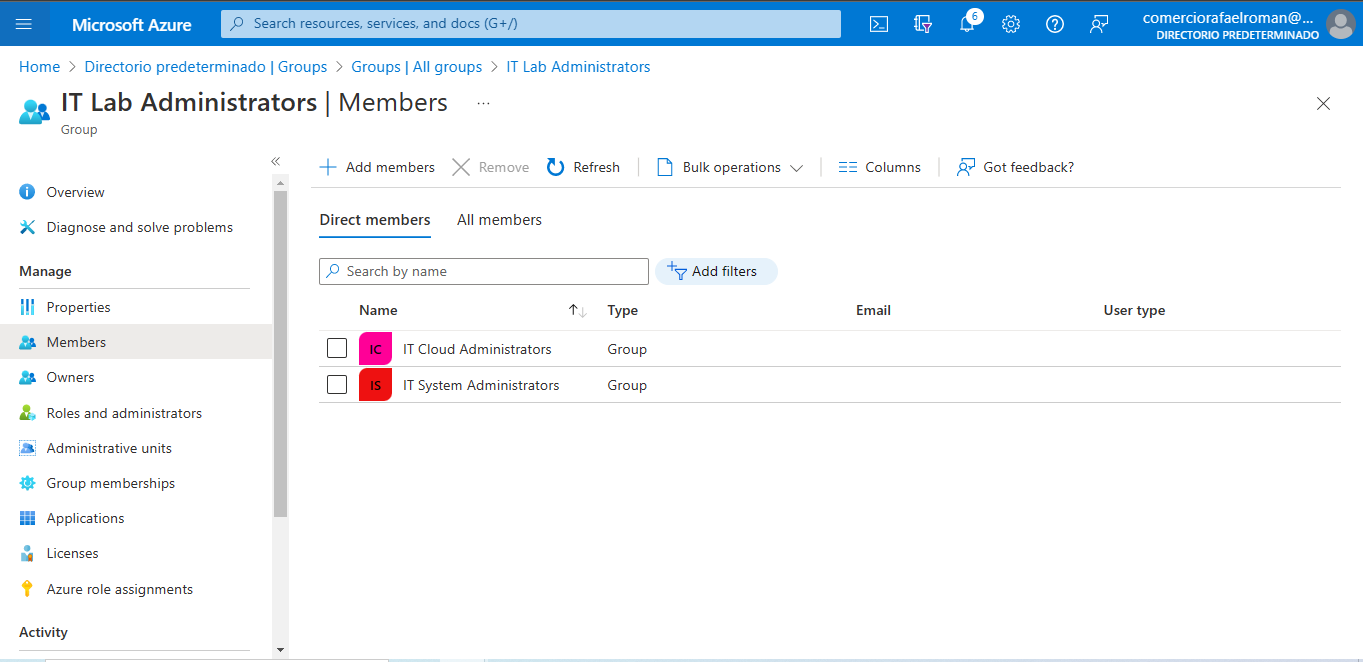 Microsoft Azure
Search resources, services, and docs (G+/)
6
comerciorafaelroman@...
DIRECTORIO PREDETERMINADO
Home > Directorio predeterminado | Groups > Groups | All groups > IT Lab Administrators
IT Lab Administrators | Members ...
Group
Overview
Diagnose and solve problems
Manage
Properties
Members
Owners
Roles and administrators
Administrative units
Group memberships
Applications
Licenses
Azure role assignments
Activity
Add members Remove Refresh Bulk operations Columns Got feedback?
Direct members All members
Search by name Add filters
Name Type Email User type
IC IT Cloud Administrators Group
IS IT System Administrators Group